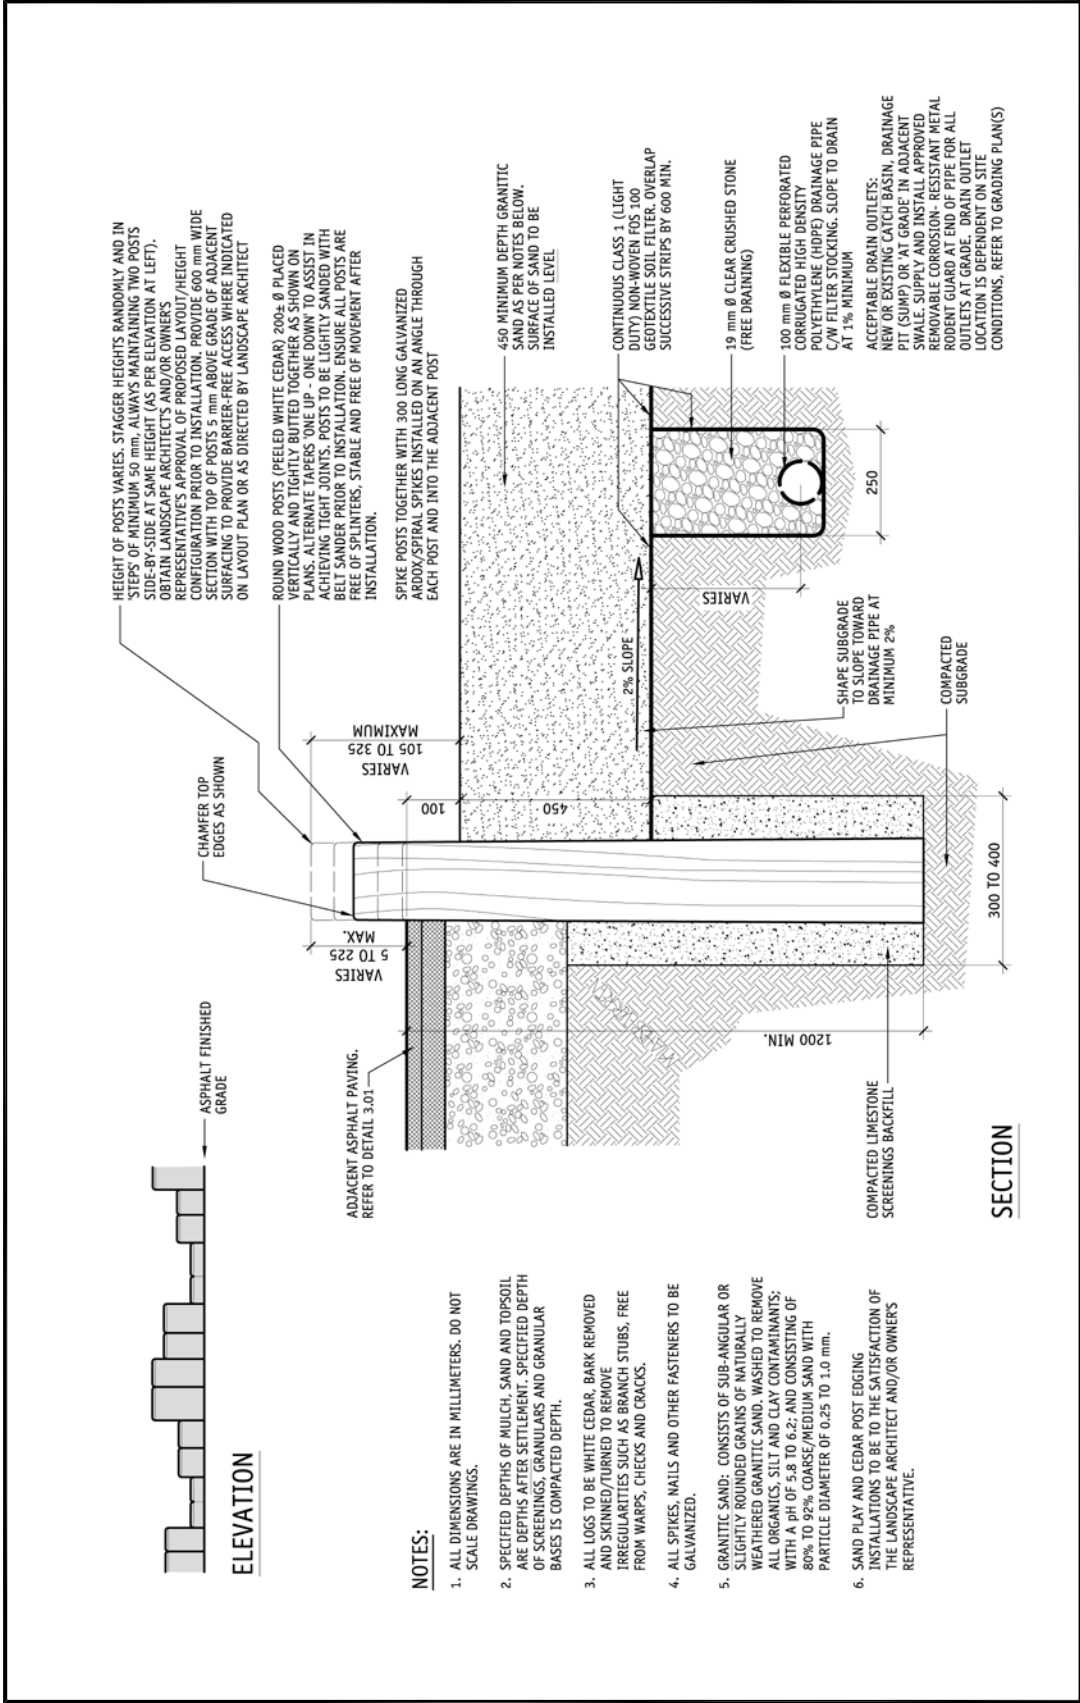 ELEVATION
ASPHALT FINISHED
GRADE
CHAMFER TOP
EDGES AS SHOWN
HEIGHT OF POSTS VARIES. STAGGER HEIGHTS RANDOMLY AND IN
'STEPS' OF MINIMUM 50 mm, ALWAYS MAINTAINING TWO POSTS
SIDE-BY-SIDE AT SAME HEIGHT (AS PER ELEVATION AT LEFT).
OBTAIN LANDSCAPE ARCHITECTS AND/OR OWNER'S
REPRESENTATIVES APPROVAL OF PROPOSED LAYOUT/HEIGHT
CONFIGURATION PRIOR TO INSTALLATION. PROVIDE 600 mm WIDE
SECTION WITH TOP OF POSTS 5 mm ABOVE GRADE OF ADJACENT
SURFACING TO PROVIDE BARRIER-FREE ACCESS WHERE INDICATED
ON LAYOUT PLAN OR AS DIRECTED BY LANDSCAPE ARCHITECT
ROUND WOOD POSTS (PEELED WHITE CEDAR) 200± Ø PLACED
VERTICALLY AND TIGHTLY BUTTED TOGETHER AS SHOWN ON
PLANS. ALTERNATE TAPERS 'ONE UP - ONE DOWN' TO ASSIST IN
ACHIEVING TIGHT JOINTS. POSTS TO BE LIGHTLY SANDED WITH
BELT SANDER PRIOR TO INSTALLATION. ENSURE ALL POSTS ARE
FREE OF SPLINTERS, STABLE AND FREE OF MOVEMENT AFTER
INSTALLATION.
SPIKE POSTS TOGETHER WITH 300 LONG GALVANIZED
ARDOX/SPIRAL SPIKES INSTALLED ON AN ANGLE THROUGH
EACH POST AND INTO THE ADJACENT POST
450 MINIMUM DEPTH GRANITIC
SAND AS PER NOTES BELOW.
SURFACE OF SAND TO BE
INSTALLED LEVEL
CONTINUOUS CLASS 1 (LIGHT
DUTY) NON-WOVEN FOS 100
GEOTEXTILE SOIL FILTER. OVERLAP
SUCCESSIVE STRIPS BY 600 MIN.
19 mm Ø CLEAR CRUSHED STONE
(FREE DRAINING)
100 mm Ø FLEXIBLE PERFORATED
CORRUGATED HIGH DENSITY
POLYETHYLENE (HDPE) DRAINAGE PIPE
C/W FILTER STOCKING. SLOPE TO DRAIN
AT 1% MINIMUM
ACCEPTABLE DRAIN OUTLETS:
NEW OR EXISTING CATCH BASIN, DRAINAGE
PIT (SUMP) OR 'AT GRADE' IN ADJACENT
SWALE. SUPPLY AND INSTALL APPROVED
REMOVABLE CORROSION- RESISTANT METAL
RODENT GUARD AT END OF PIPE FOR ALL
OUTLETS AT GRADE. DRAIN OUTLET
LOCATION IS DEPENDENT ON SITE
CONDITIONS, REFER TO GRADING PLAN(S)
VARIES
5 TO 225
MAX.
VARIES
105 TO 325
MAXIMUM
100
450
2% SLOPE
VARIES
250
SHAPE SUBGRADE
TO SLOPE TOWARD
DRAINAGE PIPE AT
MINIMUM 2%
COMPACTED
SUBGRADE
300 TO 400
1200 MIN.
ADJACENT ASPHALT PAVING.
REFER TO DETAIL 3.01
COMPACTED LIMESTONE
SCREENINGS BACKFILL
SECTION
NOTES:
1. ALL DIMENSIONS ARE IN MILLIMETERS. DO NOT
SCALE DRAWINGS.
2. SPECIFIED DEPTHS OF MULCH, SAND AND TOPSOIL
ARE DEPTHS AFTER SETTLEMENT. SPECIFIED DEPTH
OF SCREENINGS, GRANULARS AND GRANULAR
BASES IS COMPACTED DEPTH.
3. ALL LOGS TO BE WHITE CEDAR, BARK REMOVED
AND SKINNED/TURNED TO REMOVE
IRREGULARITIES SUCH AS BRANCH STUBS, FREE
FROM WARPS, CHECKS AND CRACKS.
4. ALL SPIKES, NAILS AND OTHER FASTENERS TO BE
GALVANIZED.
5. GRANITIC SAND: CONSISTS OF SUB-ANGULAR OR
SLIGHTLY ROUNDED GRAINS OF NATURALLY
WEATHERED GRANITIC SAND. WASHED TO REMOVE
ALL ORGANICS, SILT AND CLAY CONTAMINANTS;
WITH A pH OF 5.8 TO 6.2; AND CONSISTING OF
80% TO 92% COARSE/MEDIUM SAND WITH
PARTICLE DIAMETER OF 0.25 TO 1.0 mm.
6. SAND PLAY AND CEDAR POST EDGING
INSTALLATIONS TO BE TO THE SATISFACTION OF
THE LANDSCAPE ARCHITECT AND/OR OWNER'S
REPRESENTATIVE.